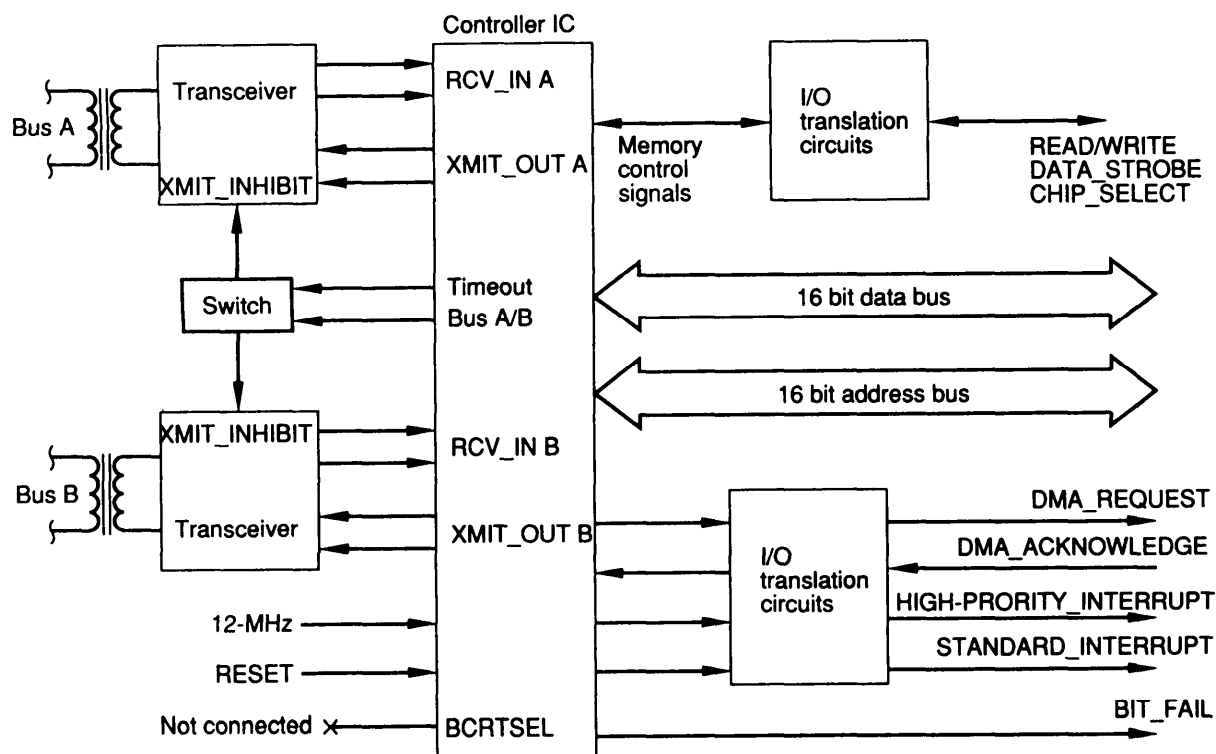 Controller IC
Transceiver
Bus A
XMIT_INHIBIT
RCV_IN A
XMIT_OUT A
Memory
control
signals
I/O
translation
circuits
READ/WRITE
DATA_STROBE
CHIP_SELECT
Switch
Timeout
Bus A/B
16 bit data bus
16 bit address bus
XMIT_INHIBIT
Bus B
Transceiver
RCV_IN B
XMIT_OUT B
I/O
translation
circuits
DMA_REQUEST
DMA_ACKNOWLEDGE
HIGH-PRORITY_INTERRUPT
STANDARD_INTERRUPT
12-MHz
RESET
Not connected
BCRTSEL
BIT_FAIL